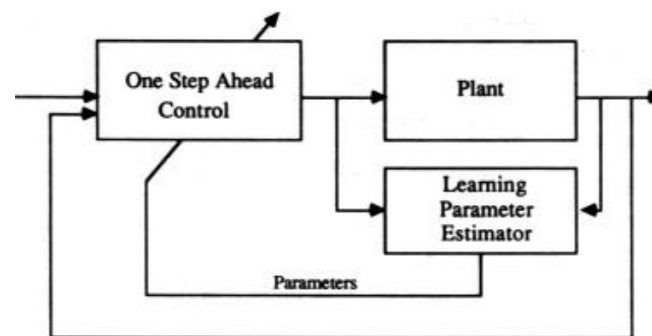 One Step Ahead
Control
Plant
Learning
Parameter
Estimator
Parameters